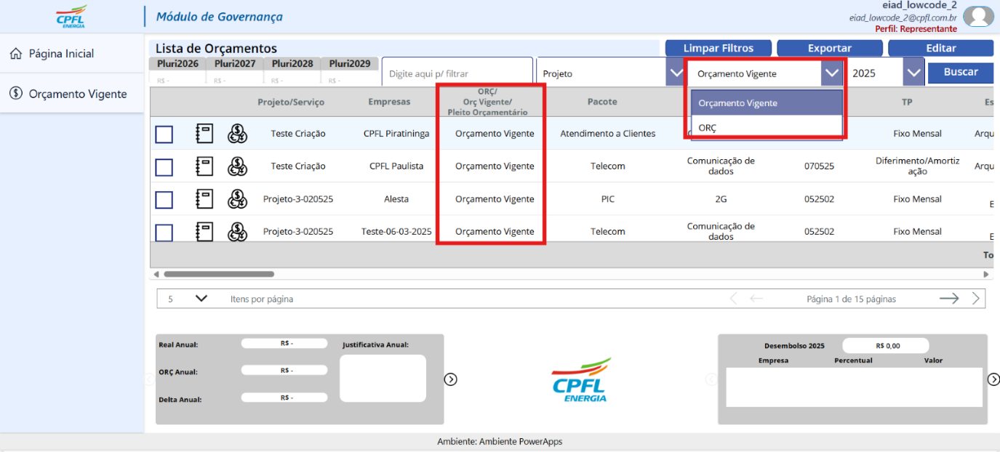 CPFL
ENERGIA
Módulo de Governança
eiad_lowcode_2
eiad_lowcode_2@cpfl.com.br
Perfil: Representante
Página Inicial
Orçamento Vigente
Lista de Orçamentos
Limpar Filtros
Exportar
Editar
Pluri2026 Pluri2027 Pluri2028 Pluri2029
R$ - R$ - R$ - R$ -
Digite aqui p/ filtrar
Projeto
Orçamento Vigente
2025
Buscar
Orçamento Vigente
ORÇ
Projeto/Serviço Empresas ORÇ/
Orç Vigente/
Pleito Orçamentário
Pacote TP Es
Teste Criação CPFL Piratininga Orçamento Vigente Atendimento a Clientes Fixo Mensal Arqu
Teste Criação CPFL Paulista Orçamento Vigente Telecom Comunicação de
dados 070525 Diferimento/Amortiz
ação Arqu
Projeto-3-020525 Alesta Orçamento Vigente PIC 2G 052502 Fixo Mensal E
Projeto-3-020525 Teste-06-03-2025 Orçamento Vigente Telecom Comunicação de
dados 052502 Fixo Mensal E
To
5 Itens por página
Página 1 de 15 páginas
Real Anual: R$ -
Justificativa Anual:
ORÇ Anual: R$ -
Delta Anual: R$ -
CPFL
ENERGIA
Desembolso 2025 R$ 0,00
Empresa Percentual Valor
Ambiente: Ambiente PowerApps